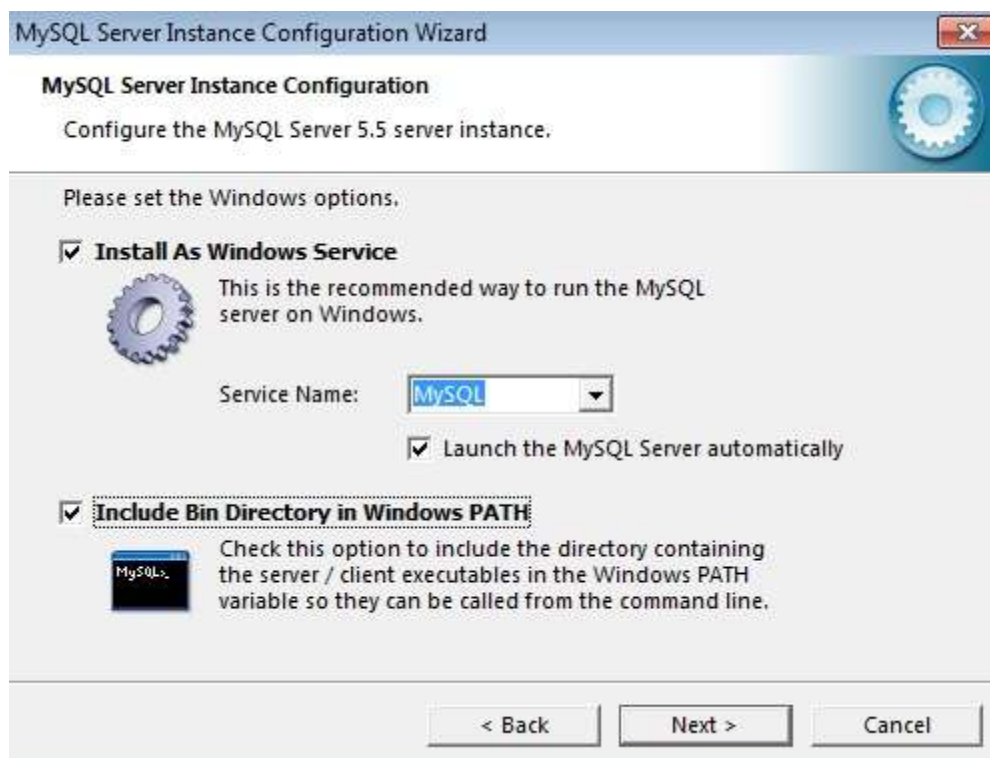 MySQL Server Instance Configuration Wizard
MySQL Server Instance Configuration
Configure the MySQL Server 5.5 server instance.
Please set the Windows options.
Install As Windows Service
This is the recommended way to run the MySQL
server on Windows.
Service Name: MySQL
Launch the MySQL Server automatically
Include Bin Directory in Windows PATH
MySQL>_
Check this option to include the directory containing
the server / client executables in the Windows PATH
variable so they can be called from the command line.
< Back Next > Cancel